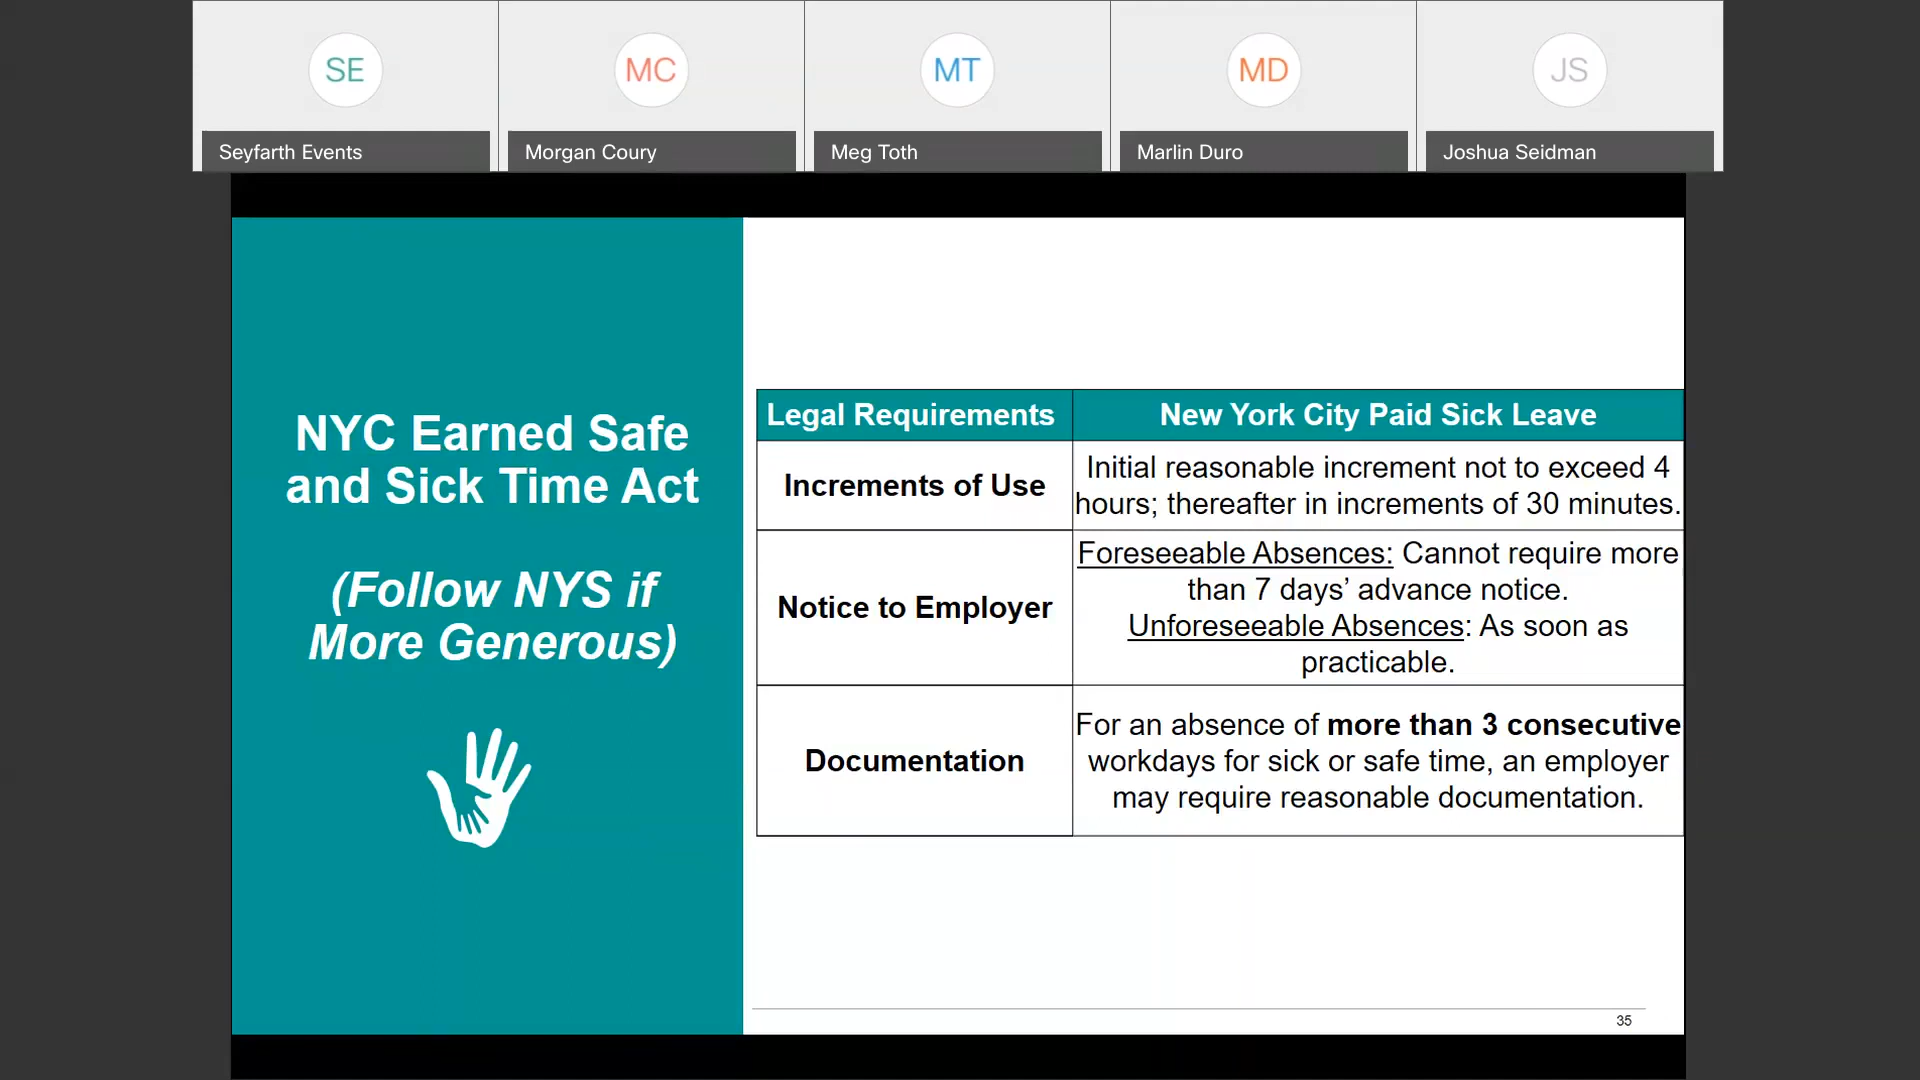 SE
MC
MT
MD
JS
Seyfarth Events
Morgan Coury
Meg Toth
Marlin Duro
Joshua Seidman
NYC Earned Safe
and Sick Time Act
(Follow NYS if
More Generous)
Legal Requirements
New York City Paid Sick Leave
Increments of Use
Initial reasonable increment not to exceed 4
hours; thereafter in increments of 30 minutes.
Notice to Employer
Foreseeable Absences: Cannot require more
than 7 days’ advance notice.
Unforeseeable Absences: As soon as
practicable.
Documentation
For an absence of more than 3 consecutive
workdays for sick or safe time, an employer
may require reasonable documentation.
35